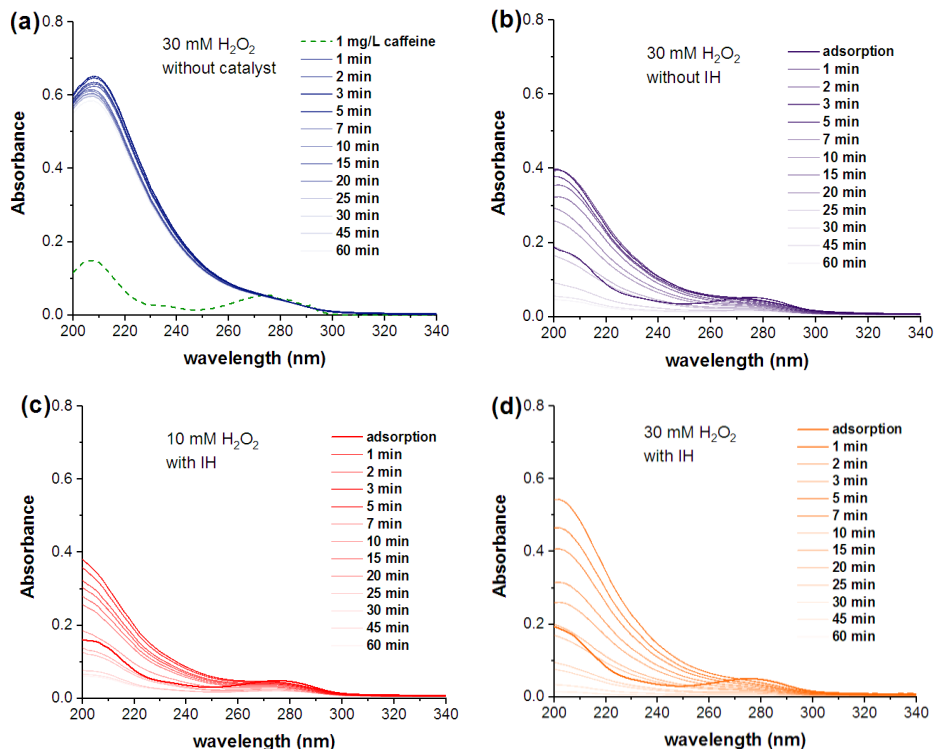 (a)
30 mM H₂O₂
without catalyst
1 mg/L caffeine
1 min
2 min
3 min
5 min
7 min
10 min
15 min
20 min
25 min
30 min
45 min
60 min
Absorbance
0.8
0.6
0.4
0.2
0.0
200 220 240 260 280 300 320 340
wavelength (nm)
(b)
30 mM H₂O₂
without IH
adsorption
1 min
2 min
3 min
5 min
7 min
10 min
15 min
20 min
25 min
30 min
45 min
60 min
Absorbance
0.8
0.6
0.4
0.2
0.0
200 220 240 260 280 300 320 340
wavelength (nm)
(c)
10 mM H₂O₂
with IH
adsorption
1 min
2 min
3 min
5 min
7 min
10 min
15 min
20 min
25 min
30 min
45 min
60 min
Absorbance
0.8
0.6
0.4
0.2
0.0
200 220 240 260 280 300 320 340
wavelength (nm)
(d)
30 mM H₂O₂
with IH
adsorption
1 min
2 min
3 min
5 min
7 min
10 min
15 min
20 min
25 min
30 min
45 min
60 min
Absorbance
0.8
0.6
0.4
0.2
0.0
200 220 240 260 280 300 320 340
wavelength (nm)